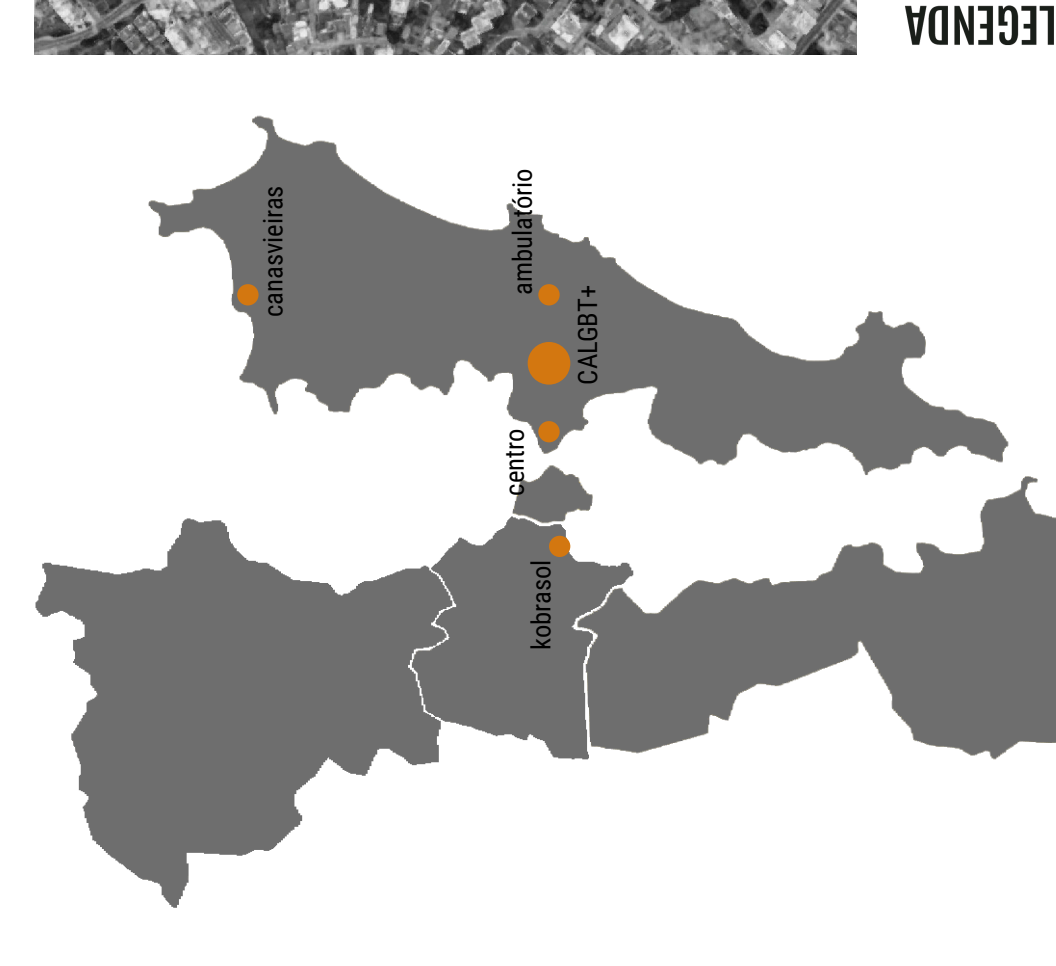 LEGENDA
canasvieiras
ambulatório
CALGBT+
centro
kobrasol